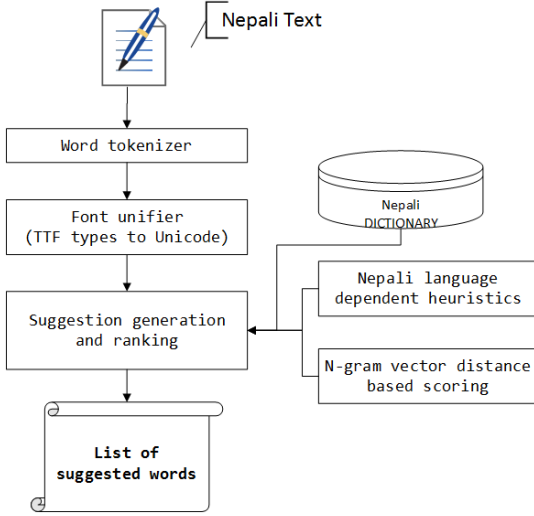 Nepali Text
Word tokenizer
Font unifier
(TTF types to Unicode)
Nepali
DICTIONARY
Nepali language
dependent heuristics
Suggestion generation
and ranking
N-gram vector distance
based scoring
List of
suggested words